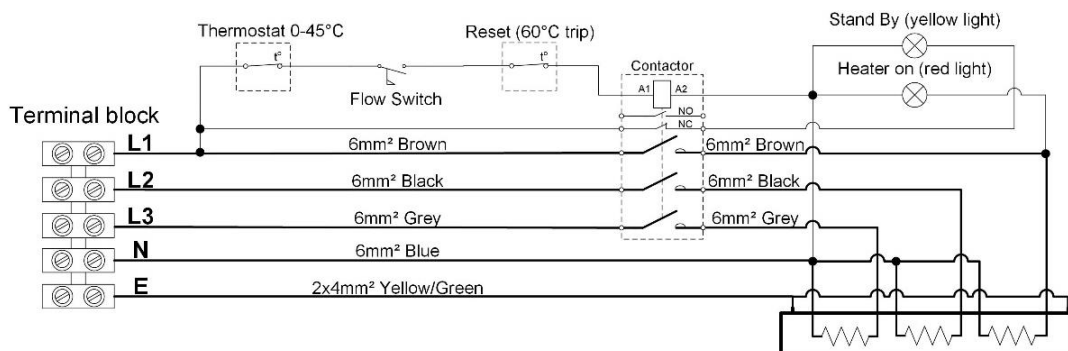 Stand By (yellow light)
Thermostat 0-45°C
Reset (60°C trip)
t°
t°
Contactor
Heater on (red light)
A1
A2
Flow Switch
NO
NC
Terminal block
L1
6mm² Brown
6mm² Brown
L2
6mm² Black
6mm² Black
L3
6mm² Grey
6mm² Grey
N
6mm² Blue
E
2x4mm² Yellow/Green